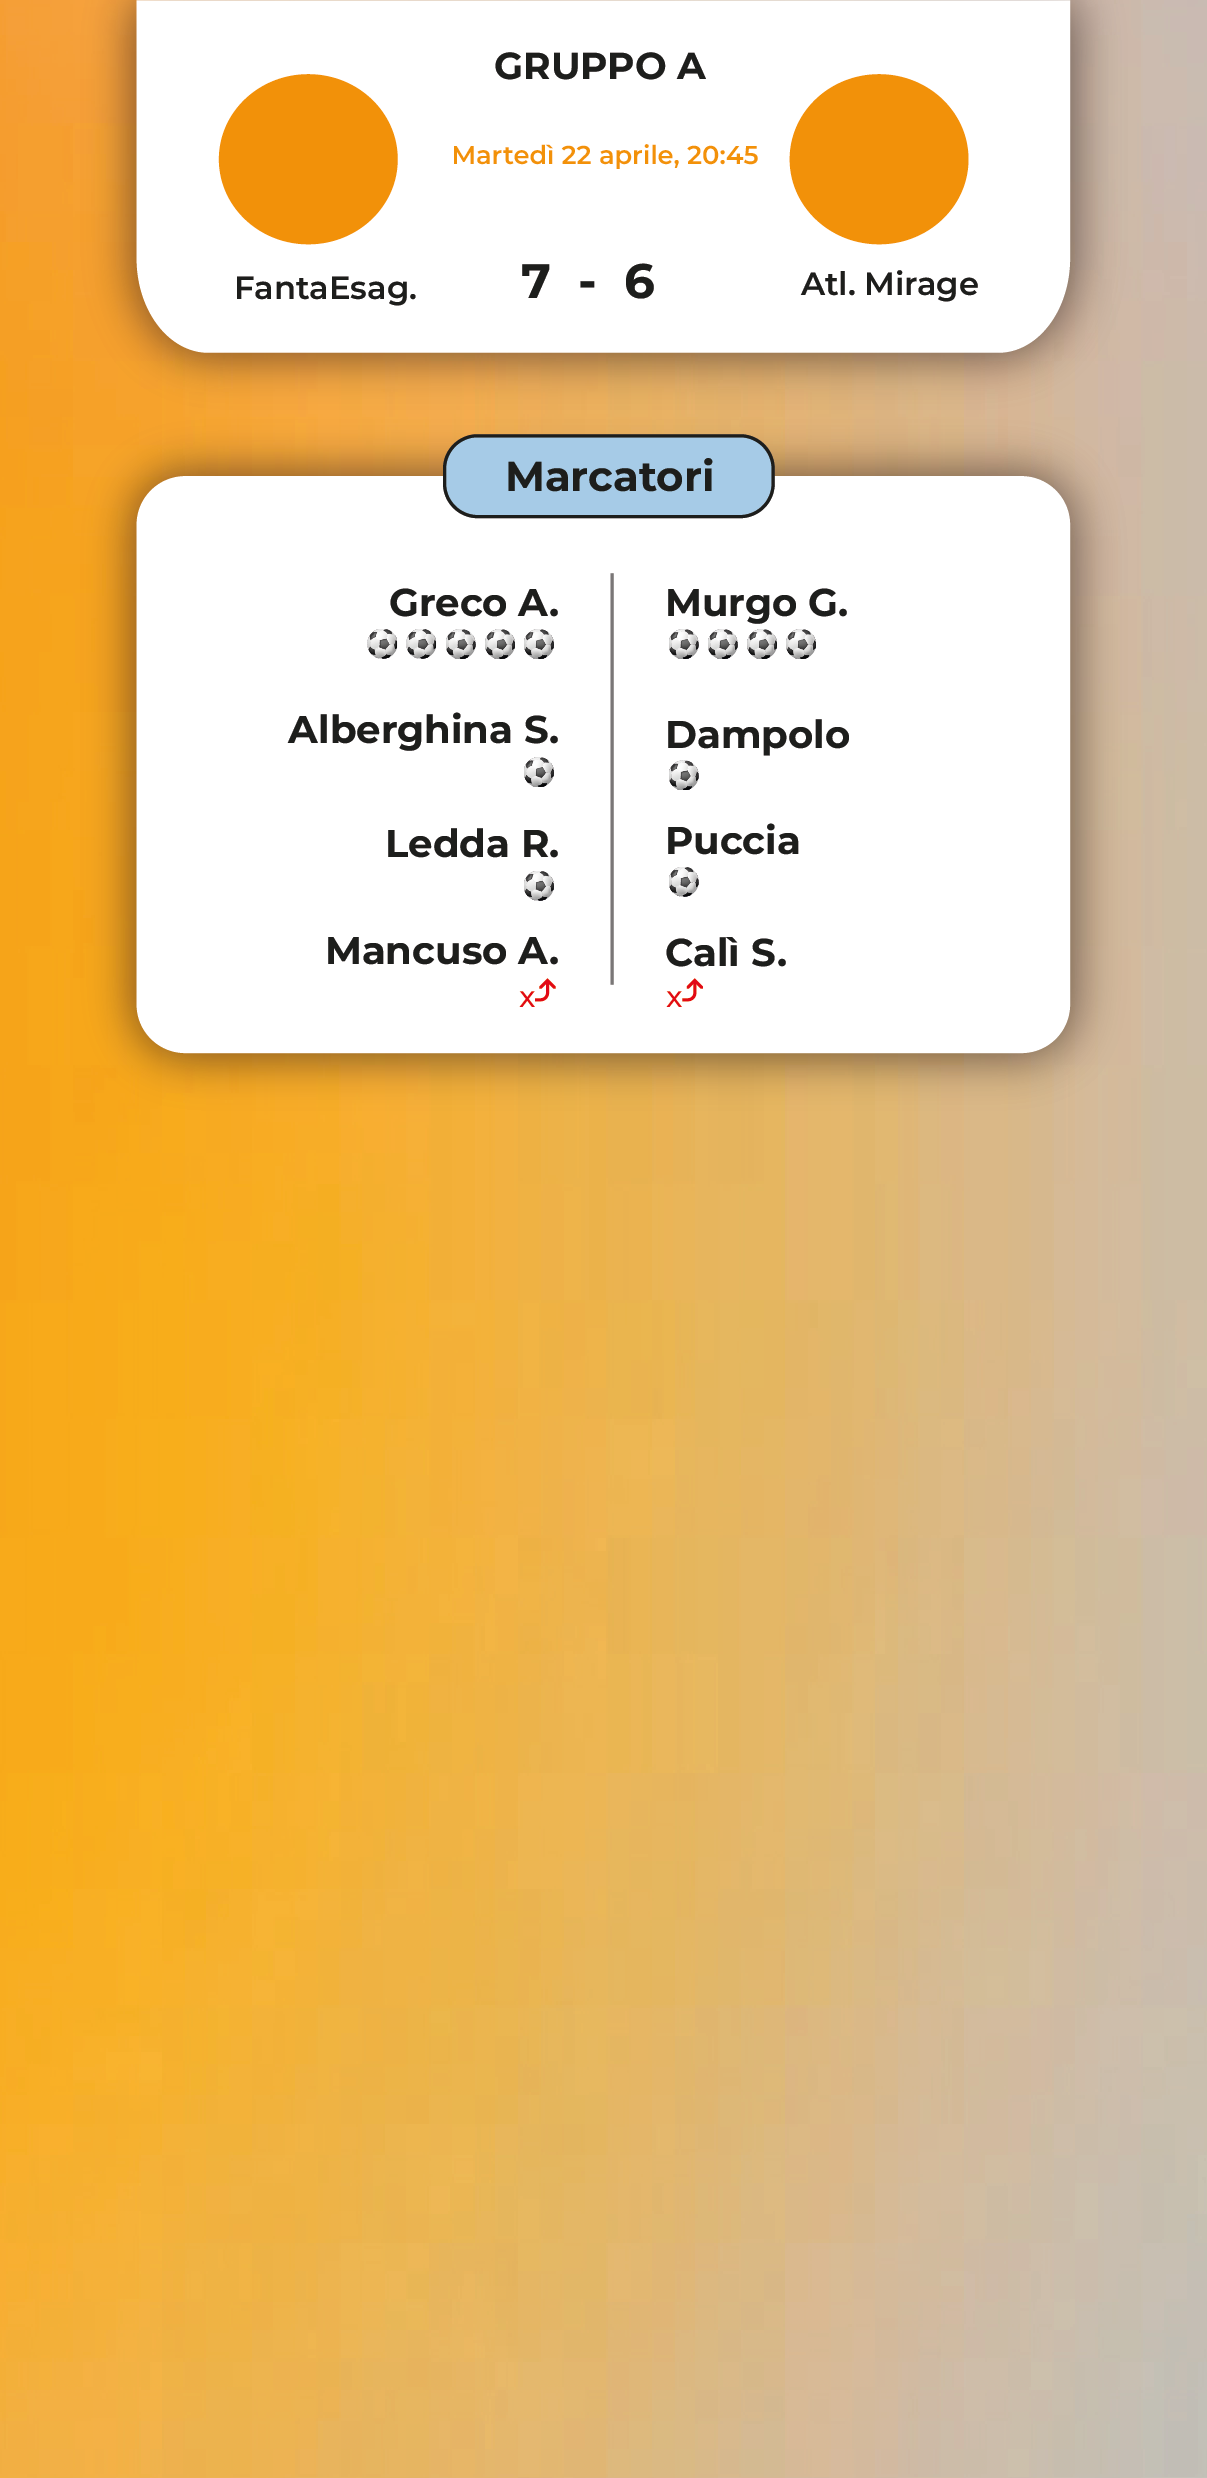 GRUPPO A
Martedì 22 aprile, 20:45
FantaEsag.
7 - 6
Atl. Mirage
Marcatori
Greco A.
Murgo G.
Alberghina S.
Dampolo
Ledda R.
Puccia
Mancuso A.
Calì S.
x
x